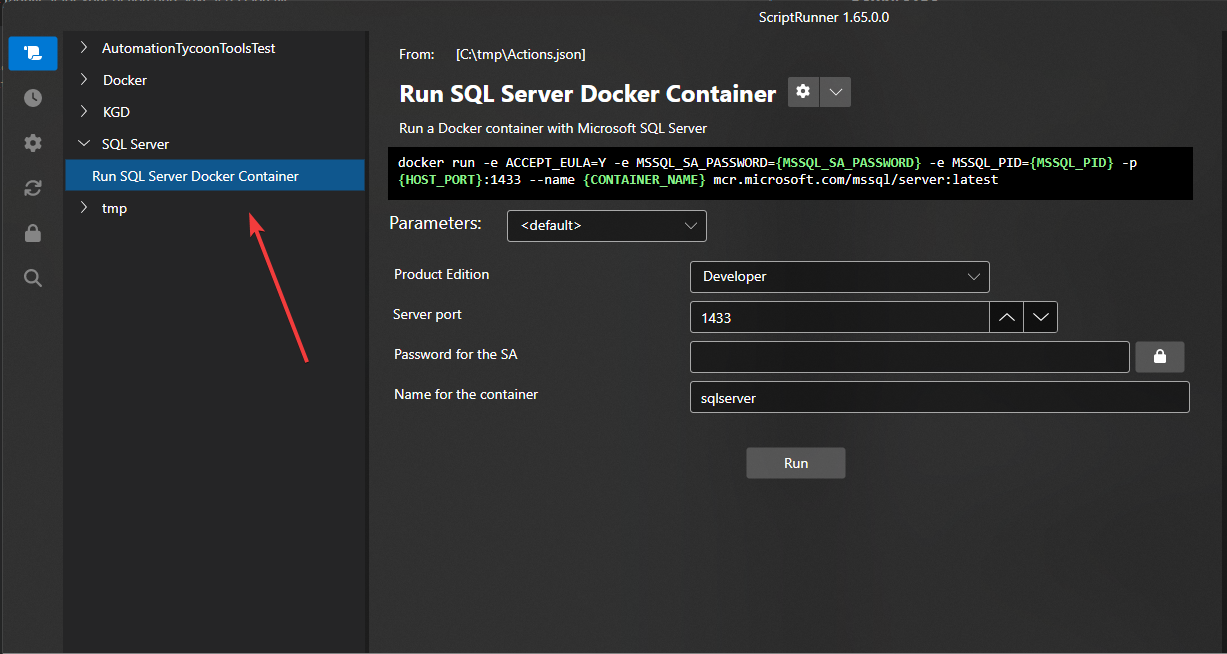 ScriptRunner 1.65.0.0
AutomationTycoonToolsTest
Docker
KGD
SQL Server
Run SQL Server Docker Container
tmp
From: [C:\tmp\Actions.json]
Run SQL Server Docker Container
Run a Docker container with Microsoft SQL Server
docker run -e ACCEPT_EULA=Y -e MSSQL_SA_PASSWORD={MSSQL_SA_PASSWORD} -e MSSQL_PID={MSSQL_PID} -p
{HOST_PORT}:1433 --name {CONTAINER_NAME} mcr.microsoft.com/mssql/server:latest
Parameters: <default>
Product Edition Developer
Server port 1433
Password for the SA
Name for the container sqlserver
Run